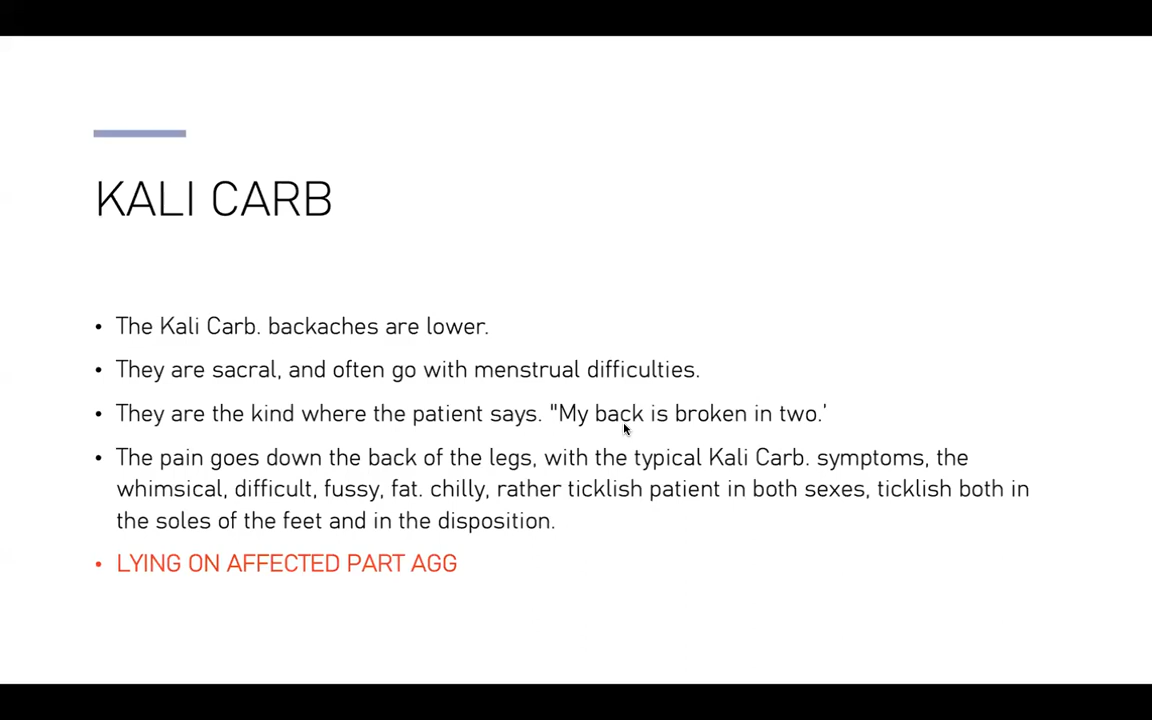 KALI CARB
• The Kali Carb. backaches are lower.
• They are sacral, and often go with menstrual difficulties.
• They are the kind where the patient says. "My back is broken in two.'
• The pain goes down the back of the legs, with the typical Kali Carb. symptoms, the
whimsical, difficult, fussy, fat. chilly, rather ticklish patient in both sexes, ticklish both in
the soles of the feet and in the disposition.
• LYING ON AFFECTED PART AGG